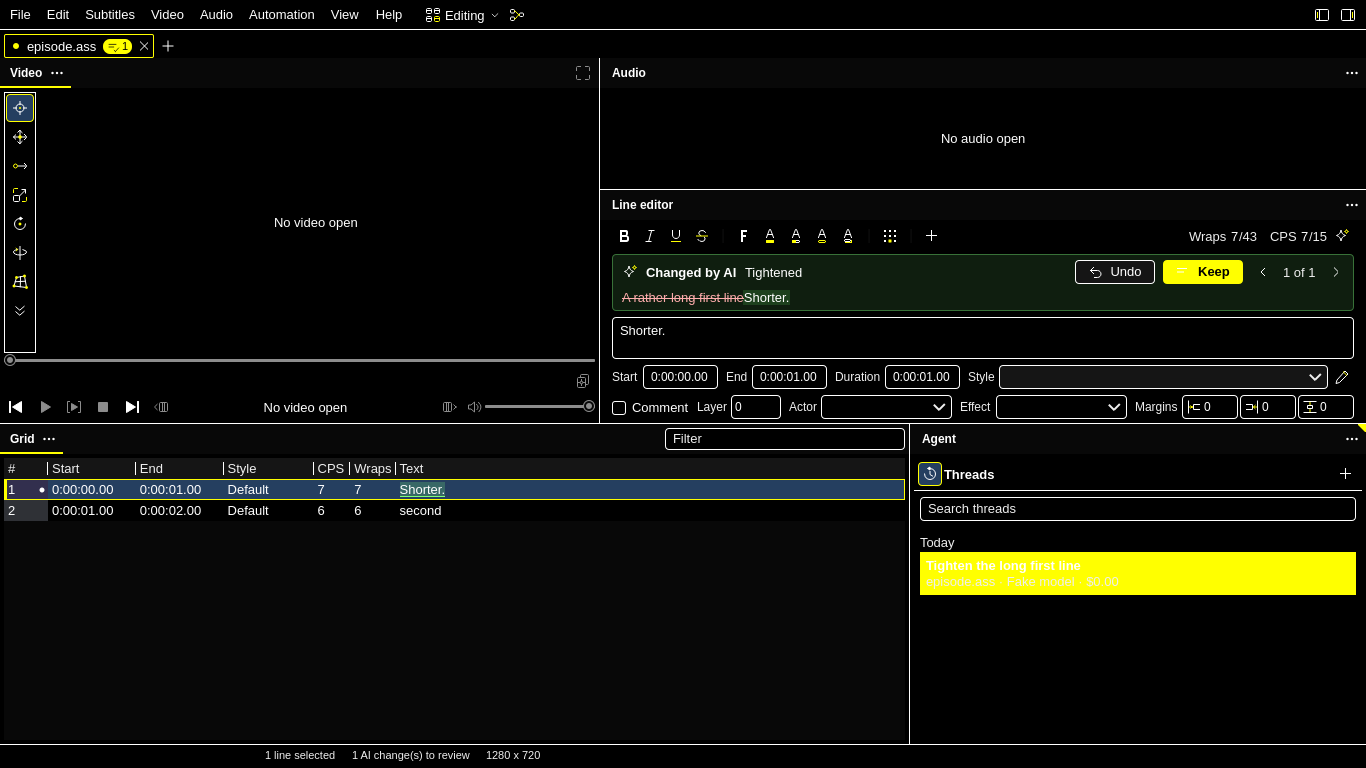 File Edit Subtitles Video Audio Automation View Help Editing
episode.ass 1
Video
Audio
No video open
No audio open
Line editor
B I U S F A A A A Wraps 7/43 CPS 7/15
Changed by AI Tightened Undo Keep 1 of 1
A rather long first lineShorter.
Shorter.
Start 0:00:00.00 End 0:00:01.00 Duration 0:00:01.00 Style
No video open
Comment Layer 0 Actor Effect Margins 0 0 0
Grid Filter
Agent
# Start End Style CPS Wraps Text
1 0:00:00.00 0:00:01.00 Default 7 7 Shorter.
2 0:00:01.00 0:00:02.00 Default 6 6 second
Threads
Search threads
Today
Tighten the long first line
episode.ass · Fake model · $0.00
1 line selected 1 AI change(s) to review 1280 x 720